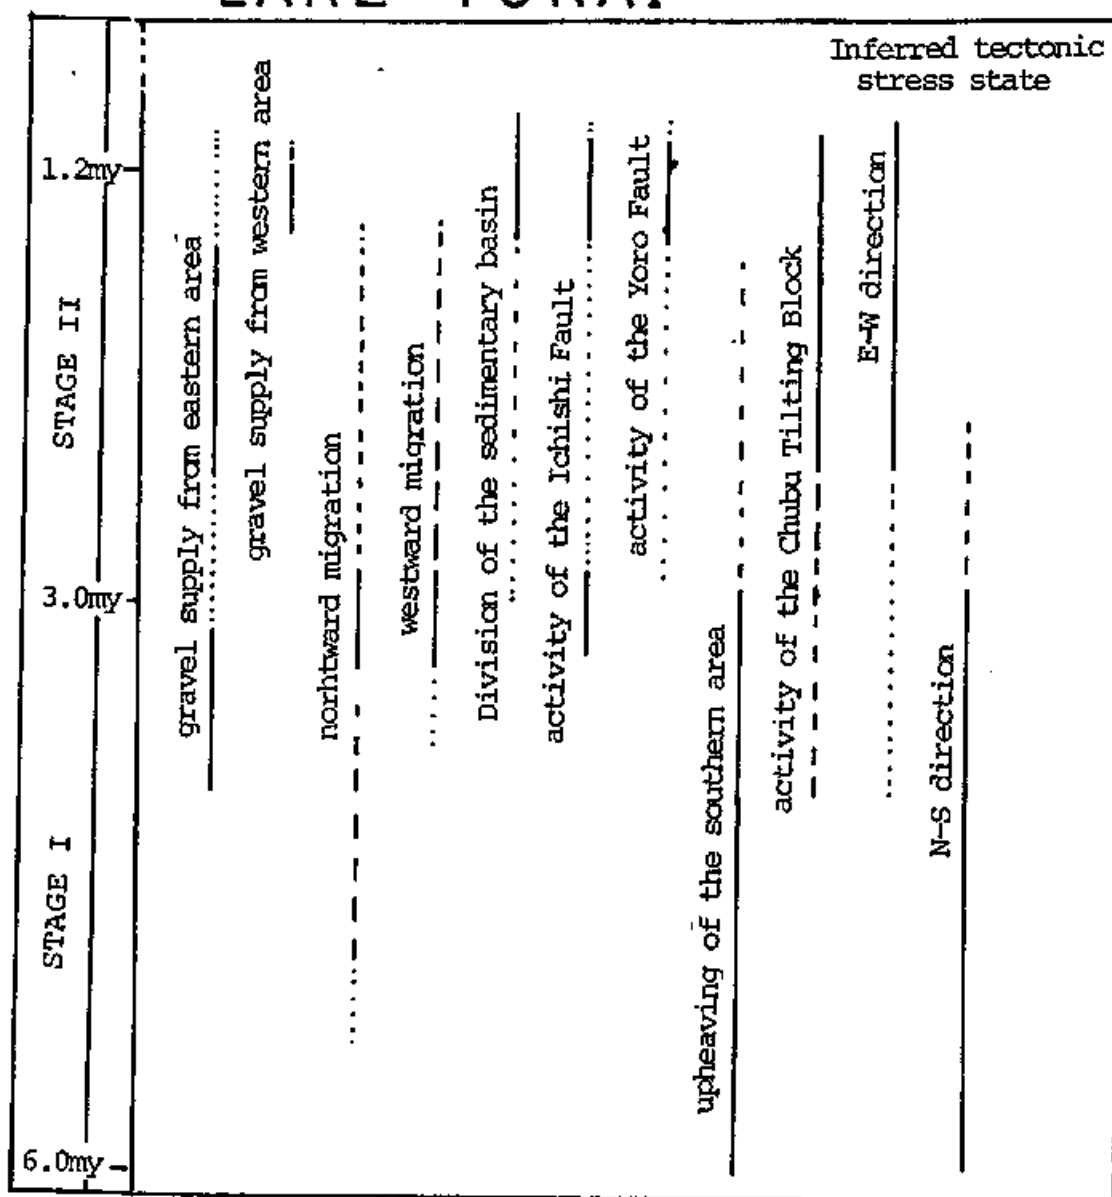 LAKE TOKAI
Inferred tectonic
stress state
1.2my
3.0my
6.0my
STAGE II
STAGE I
gravel supply from eastern area
gravel supply from western area
norhtward migration
westward migration
Division of the sedimentary basin
activity of the Ichishi Fault
activity of the Yoro Fault
upheaving of the southern area
activity of the Chubu Tilting Block
E-W direction
N-S direction